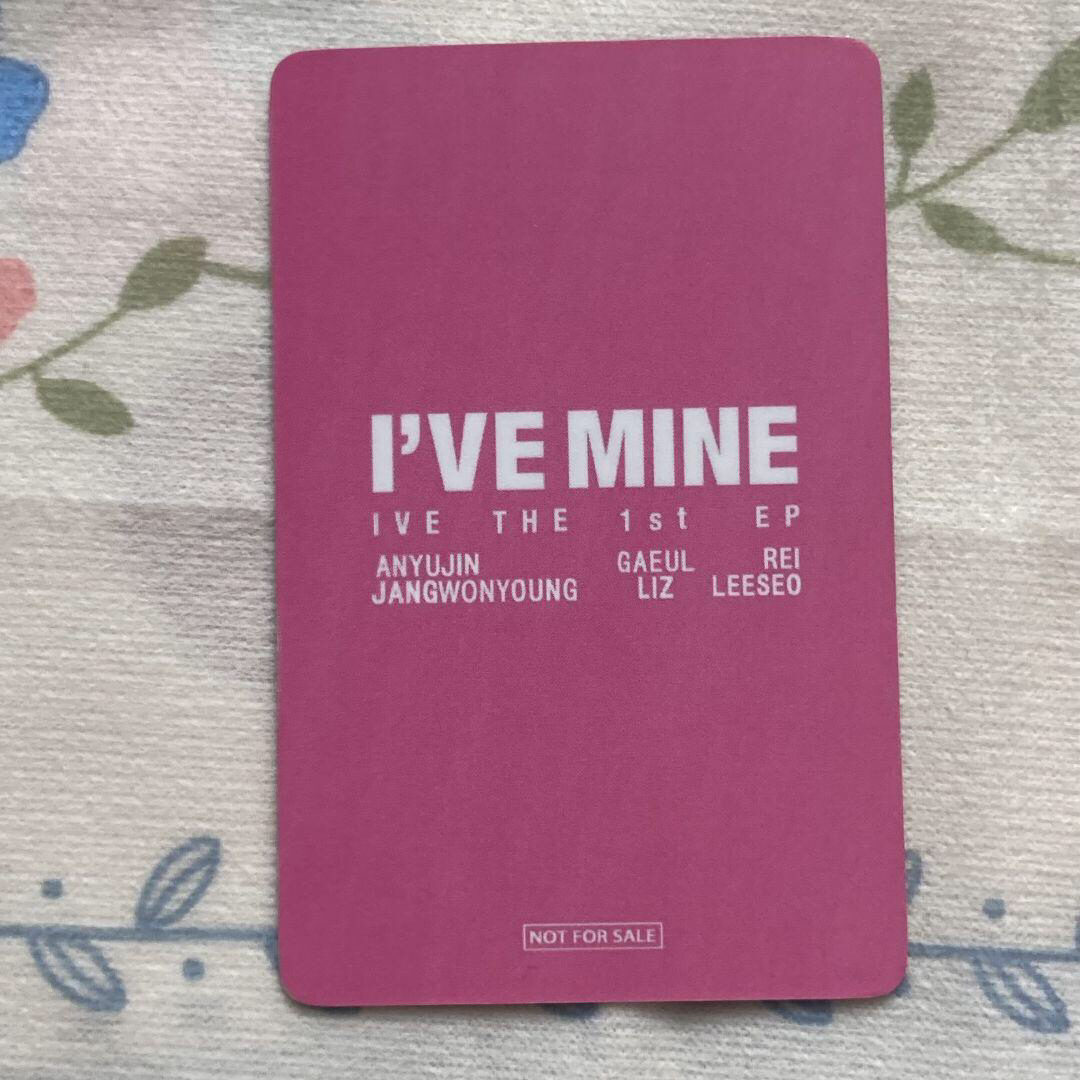 I'VE MINE
IVE THE 1st EP
ANYUJIN GAEUL REI
JANGWONYOUNG LIZ LEESEO
NOT FOR SALE